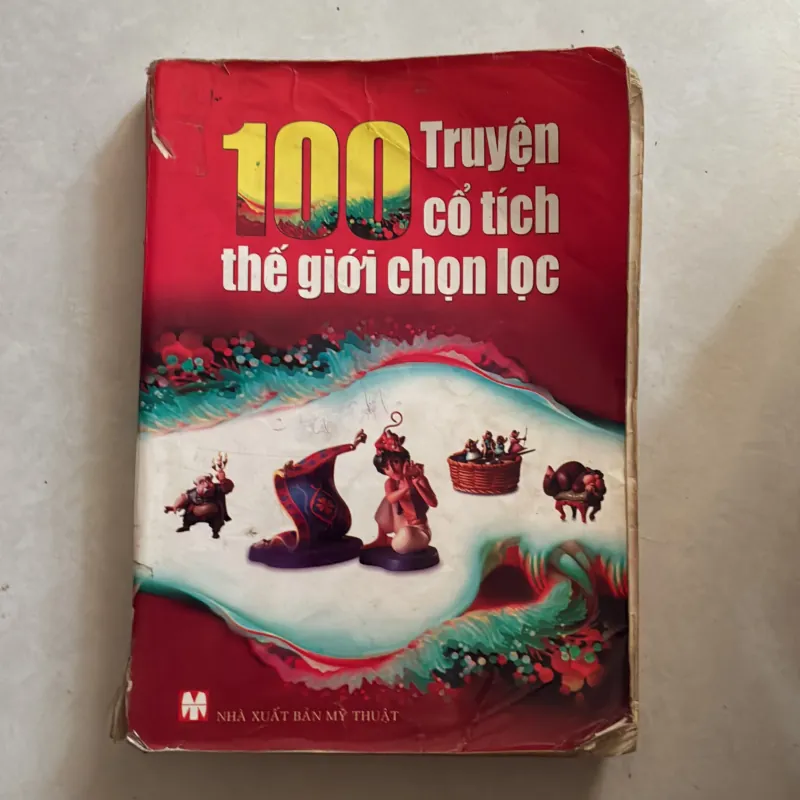 100 Truyện
cổ tích
thế giới chọn lọc
NHÀ XUẤT BẢN MỸ THUẬT